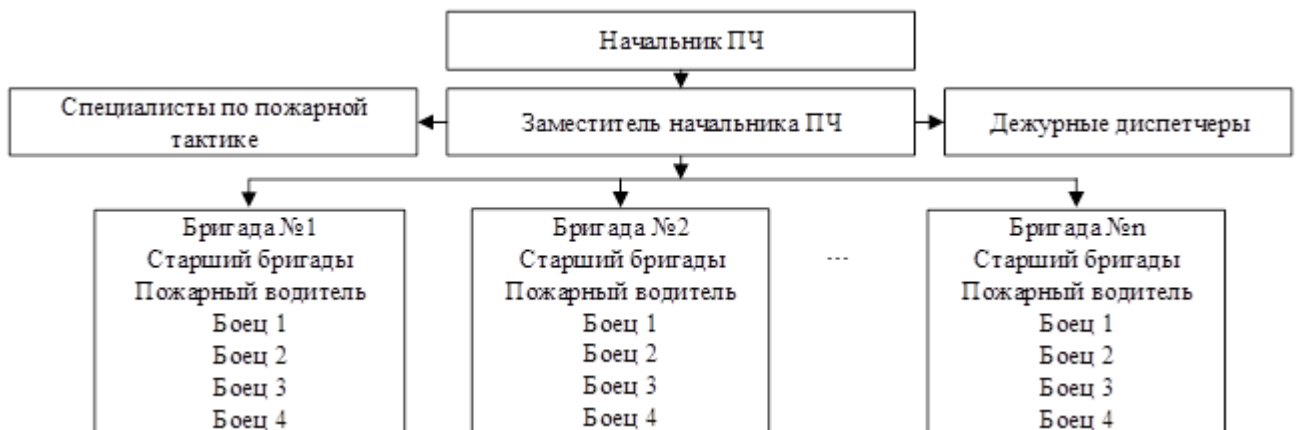 Начальник ПЧ
Специалисты по пожарной
тактике
Заместитель начальника ПЧ
Дежурные диспетчеры
Бригада №1
Старший бригады
Пожарный водитель
Боец 1
Боец 2
Боец 3
Боец 4
Бригада №2
Старший бригады
Пожарный водитель
Боец 1
Боец 2
Боец 3
Боец 4
...
Бригада №n
Старший бригады
Пожарный водитель
Боец 1
Боец 2
Боец 3
Боец 4